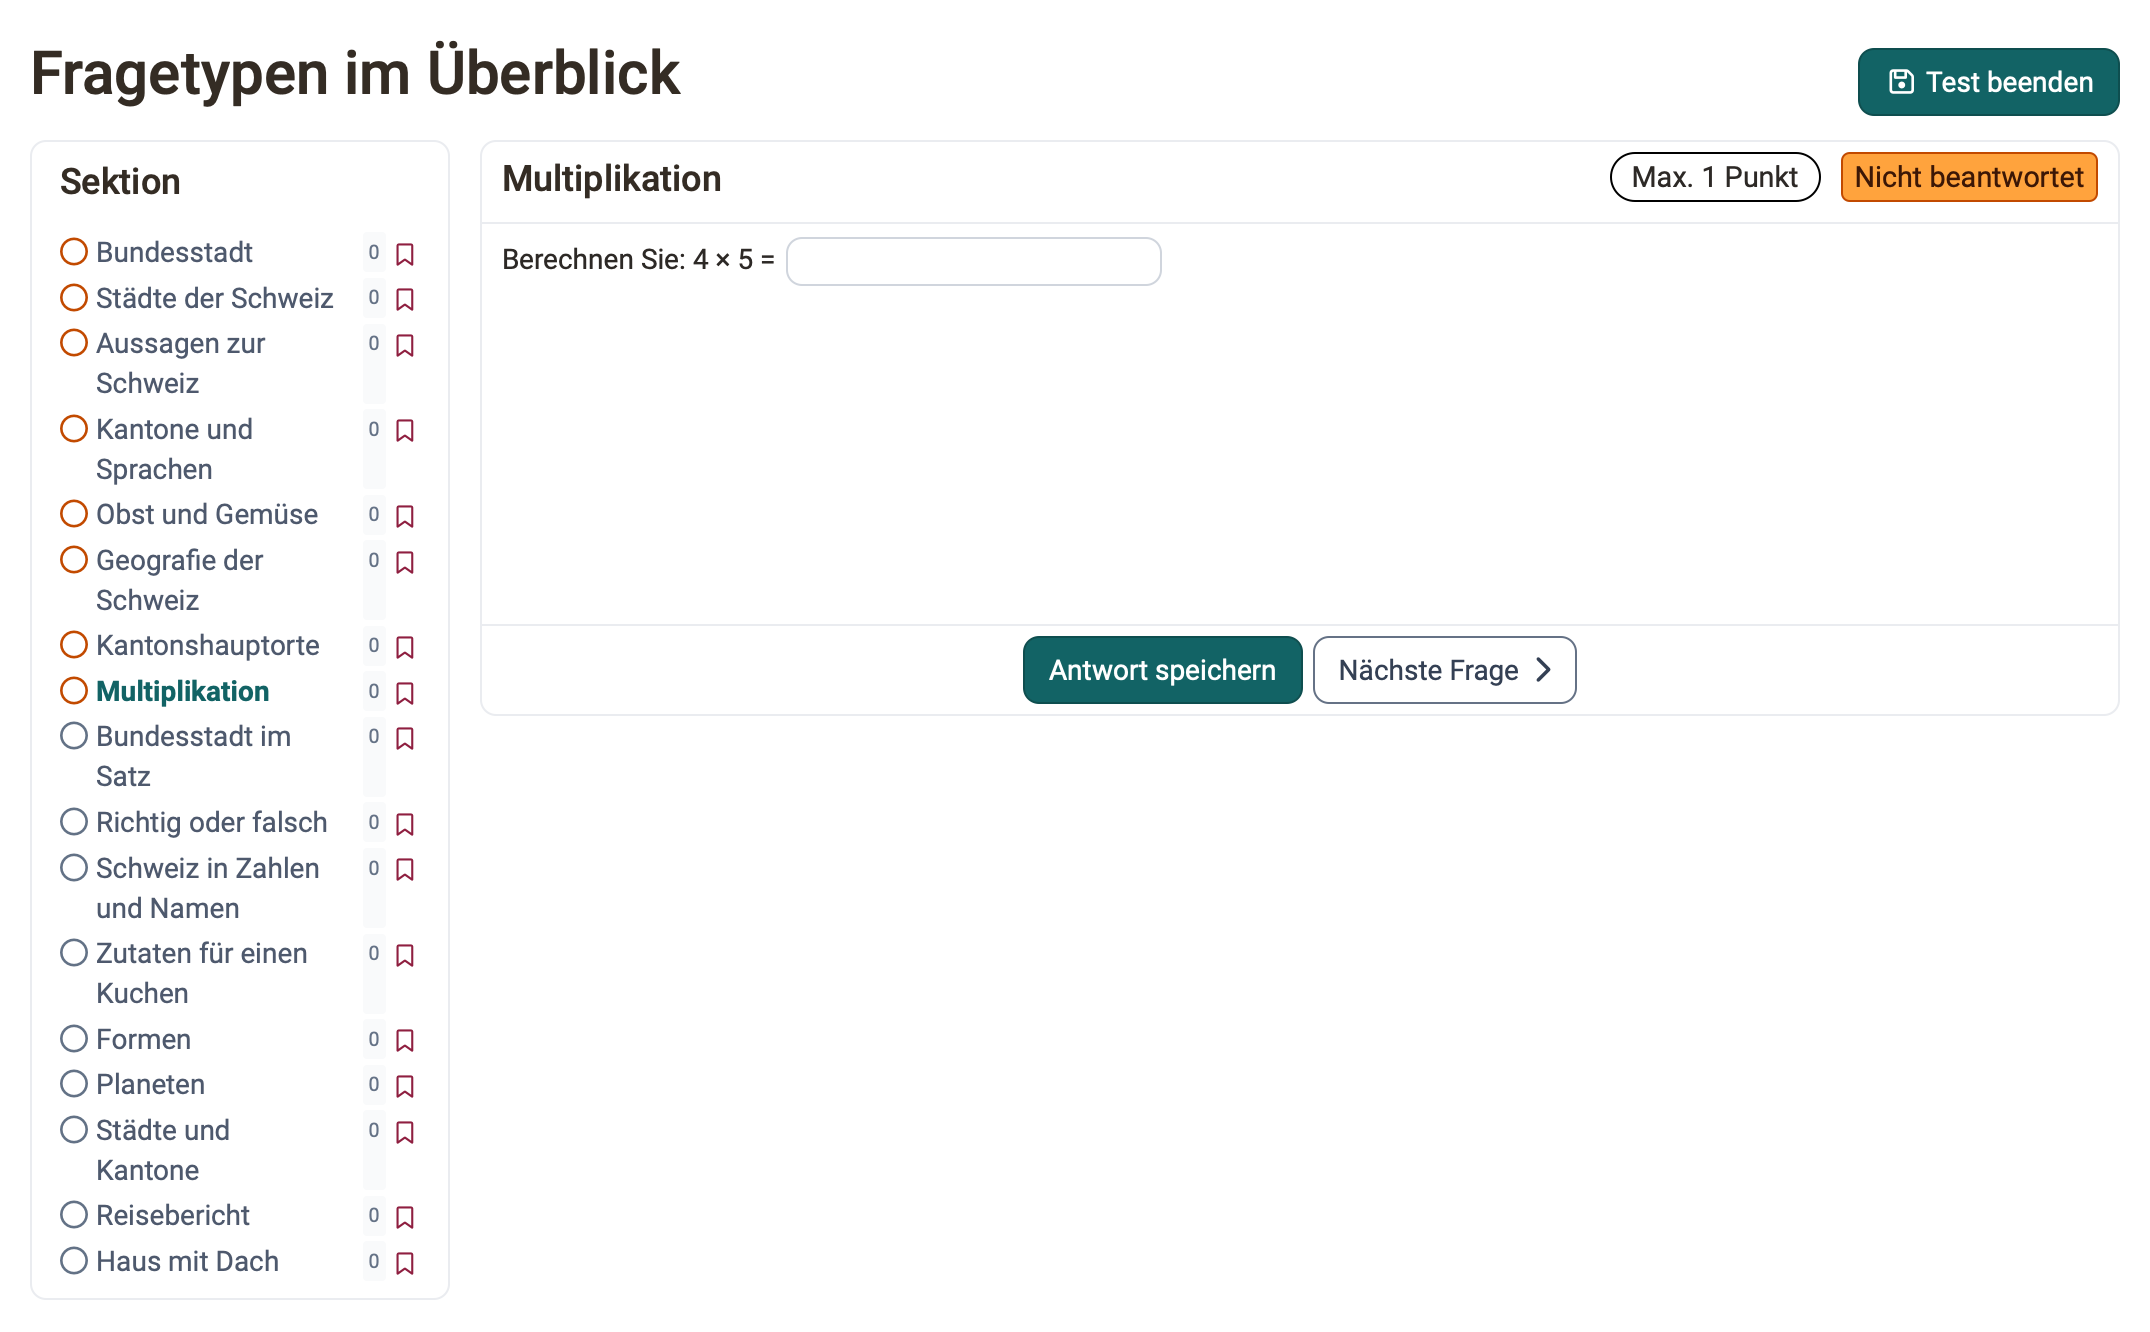 Fragetypen im Überblick
Test beenden
Sektion
Bundesstadt 0
Städte der Schweiz 0
Aussagen zur 0
Schweiz
Kantone und 0
Sprachen
Obst und Gemüse 0
Geografie der 0
Schweiz
Kantonshauptorte 0
Multiplikation 0
Bundesstadt im 0
Satz
Richtig oder falsch 0
Schweiz in Zahlen 0
und Namen
Zutaten für einen 0
Kuchen
Formen 0
Planeten 0
Städte und 0
Kantone
Reisebericht 0
Haus mit Dach 0
Multiplikation
Max. 1 Punkt
Nicht beantwortet
Berechnen Sie: 4 × 5 =
Antwort speichern
Nächste Frage